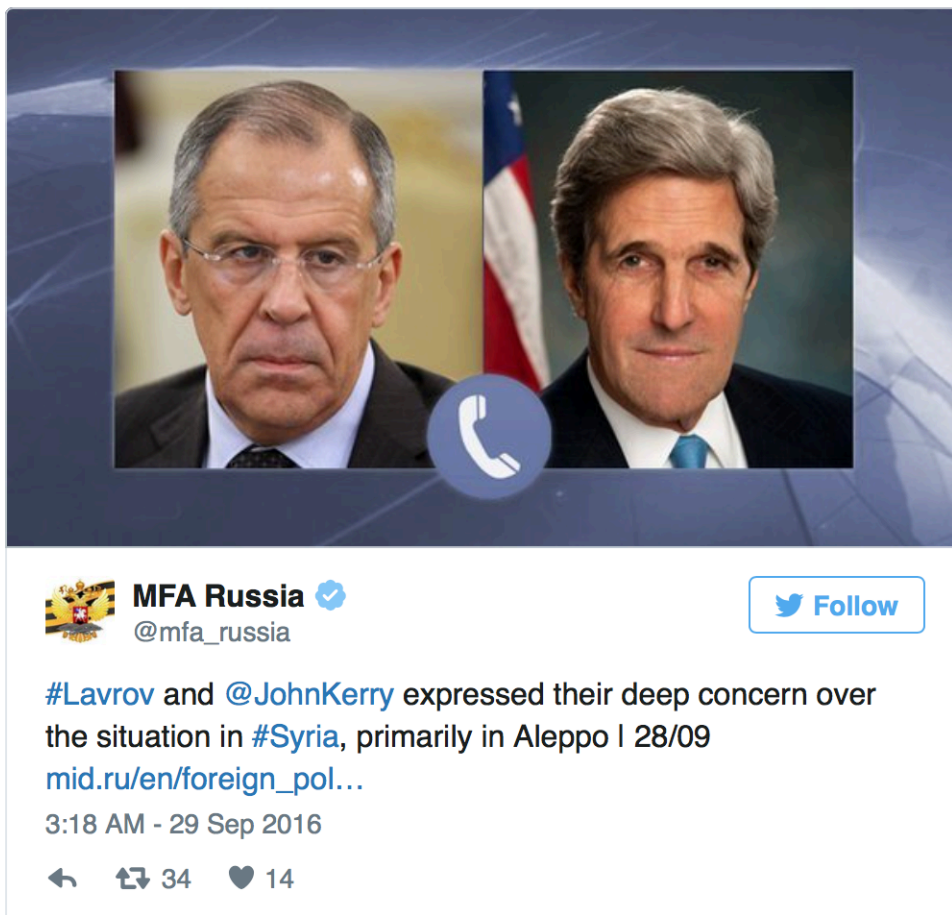 MFA Russia
Follow
@mfa_russia
#Lavrov and @JohnKerry expressed their deep concern over
the situation in #Syria, primarily in Aleppo | 28/09
mid.ru/en/foreign_pol…
3:18 AM - 29 Sep 2016
34 14